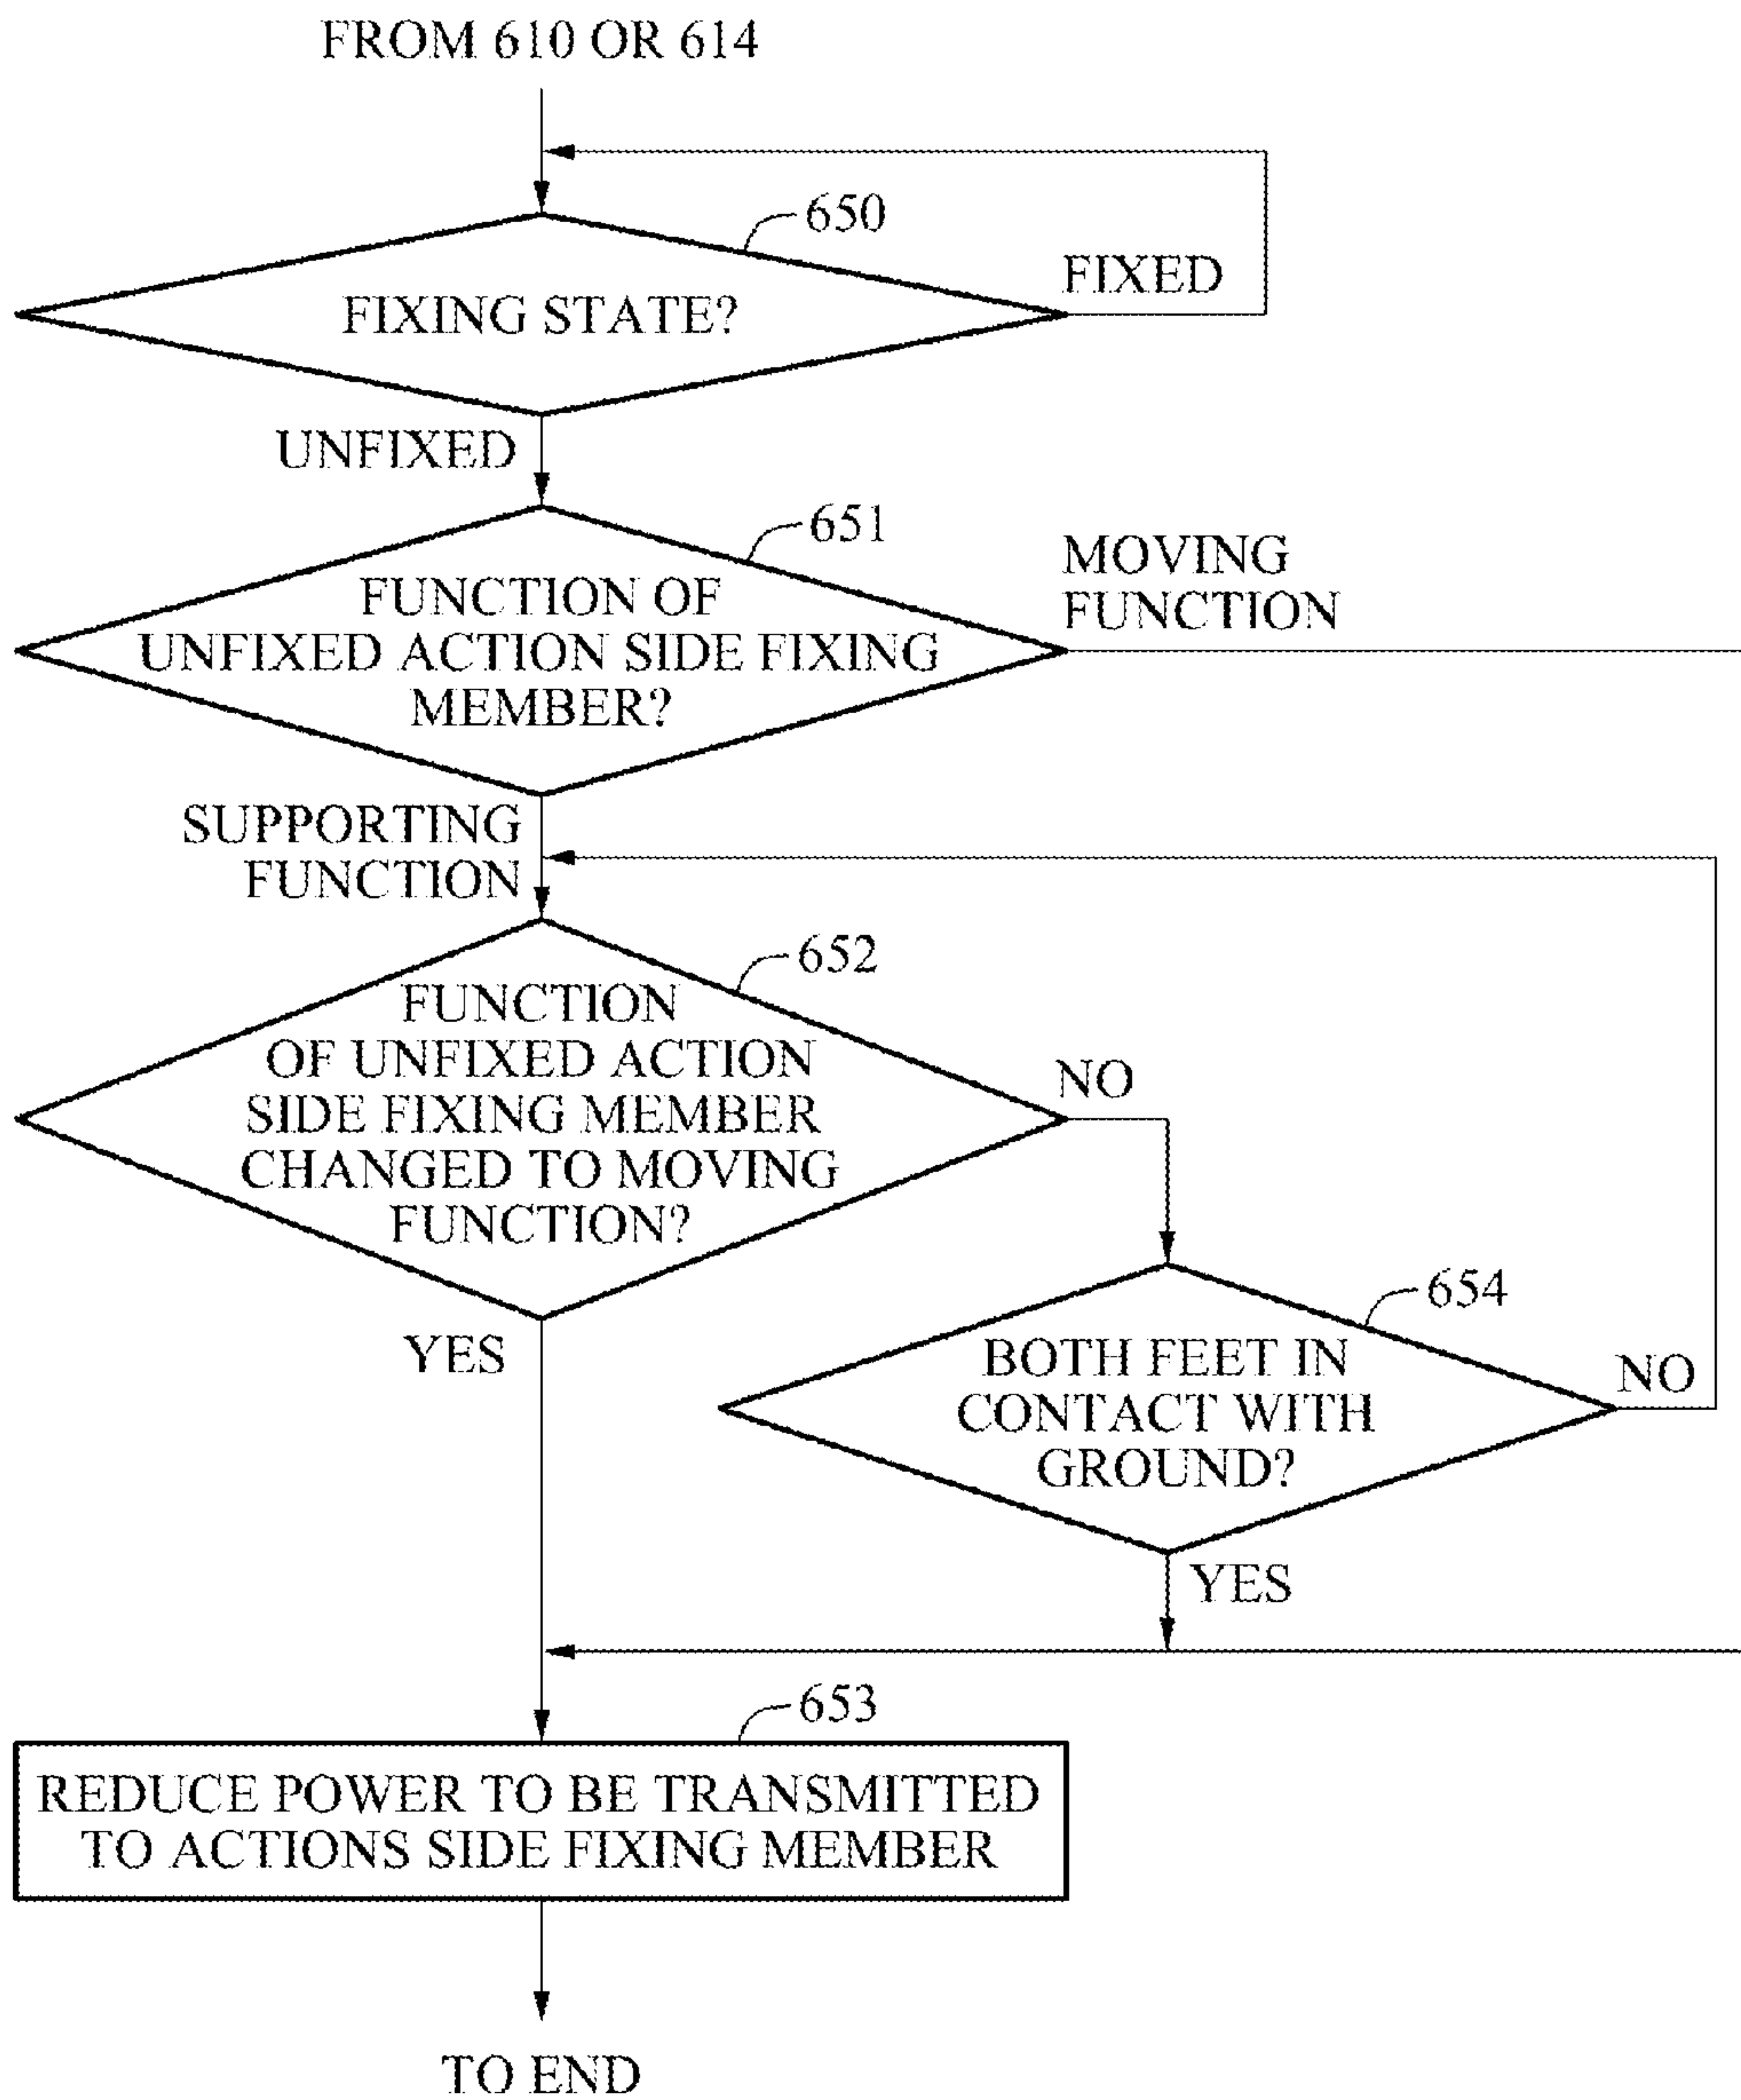 FROM 610 OR 614
650
FIXED
FIXING STATE?
UNFIXED
651
MOVING
FUNCTION
FUNCTION OF
UNFIXED ACTION SIDE FIXING
MEMBER?
SUPPORTING
FUNCTION
652
FUNCTION
OF UNFIXED ACTION
SIDE FIXING MEMBER
CHANGED TO MOVING
FUNCTION?
NO
YES
654
BOTH FEET IN
CONTACT WITH
GROUND?
NO
YES
653
REDUCE POWER TO BE TRANSMITTED
TO ACTIONS SIDE FIXING MEMBER
TO END